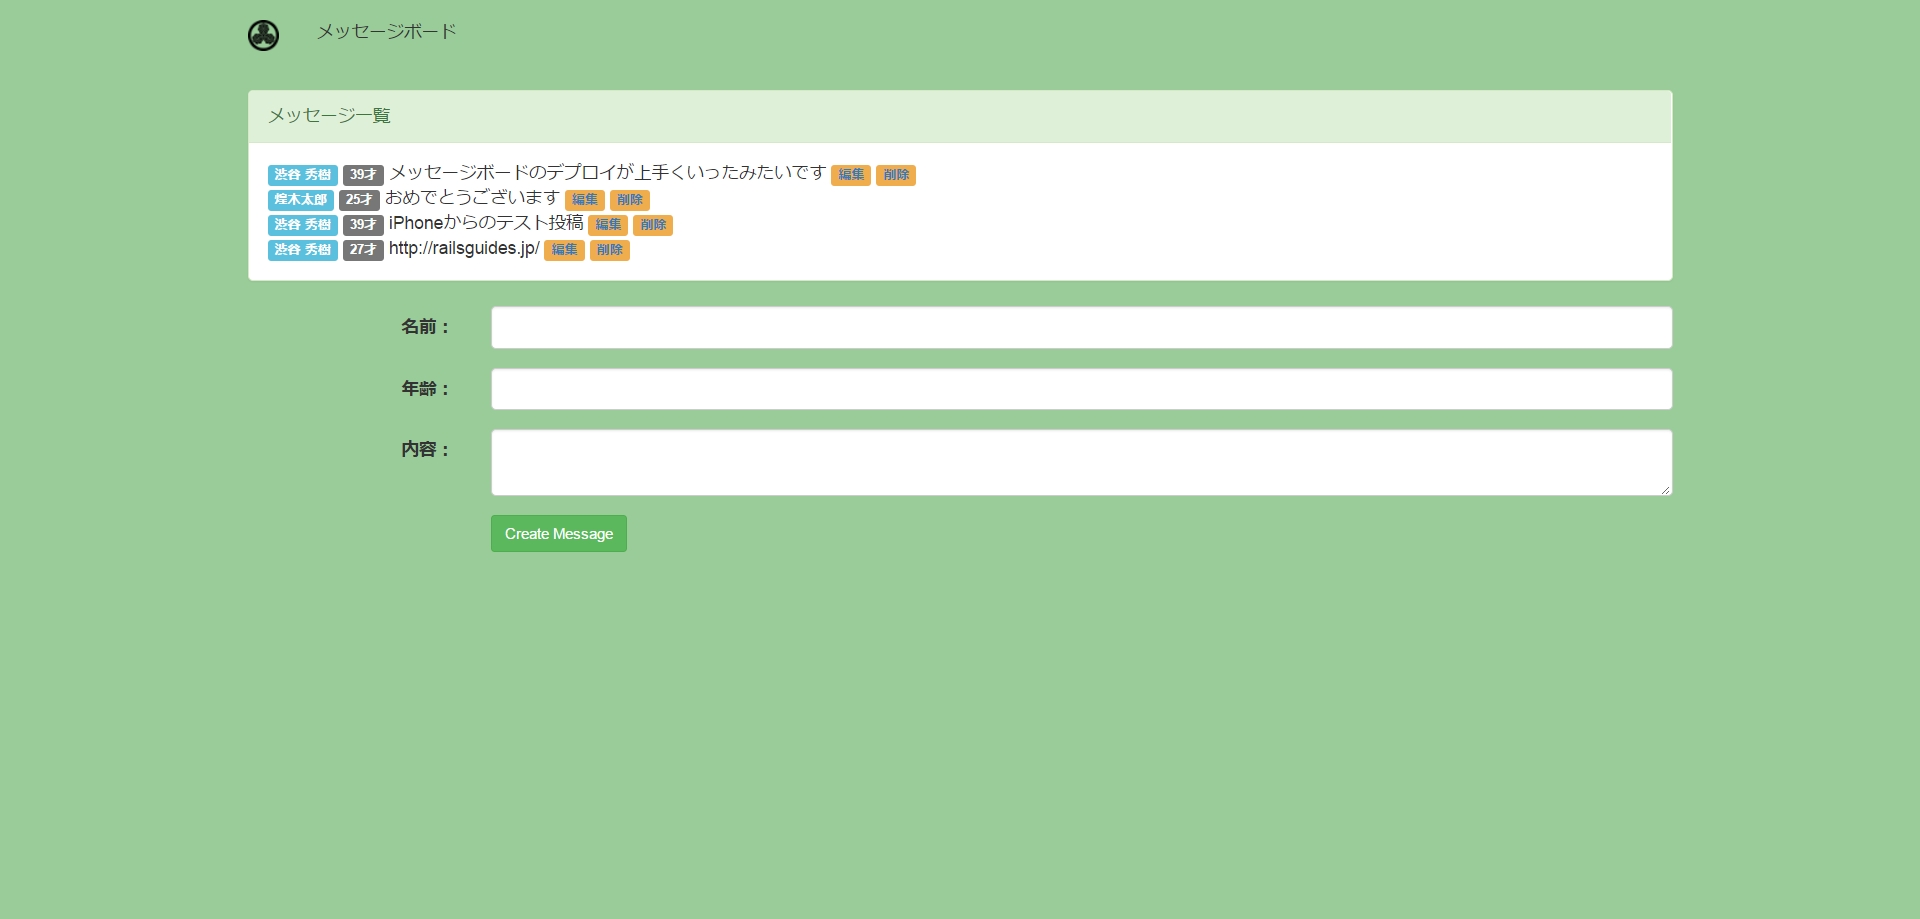 メッセージボード
メッセージ一覧
渋谷 秀樹 39才 メッセージボードのデプロイが上手くいったみたいです 編集 削除
煌木太郎 25才 おめでとうございます 編集 削除
渋谷 秀樹 39才 iPhoneからのテスト投稿 編集 削除
渋谷 秀樹 27才 http://railsguides.jp/ 編集 削除
名前：
年齢：
内容：
Create Message